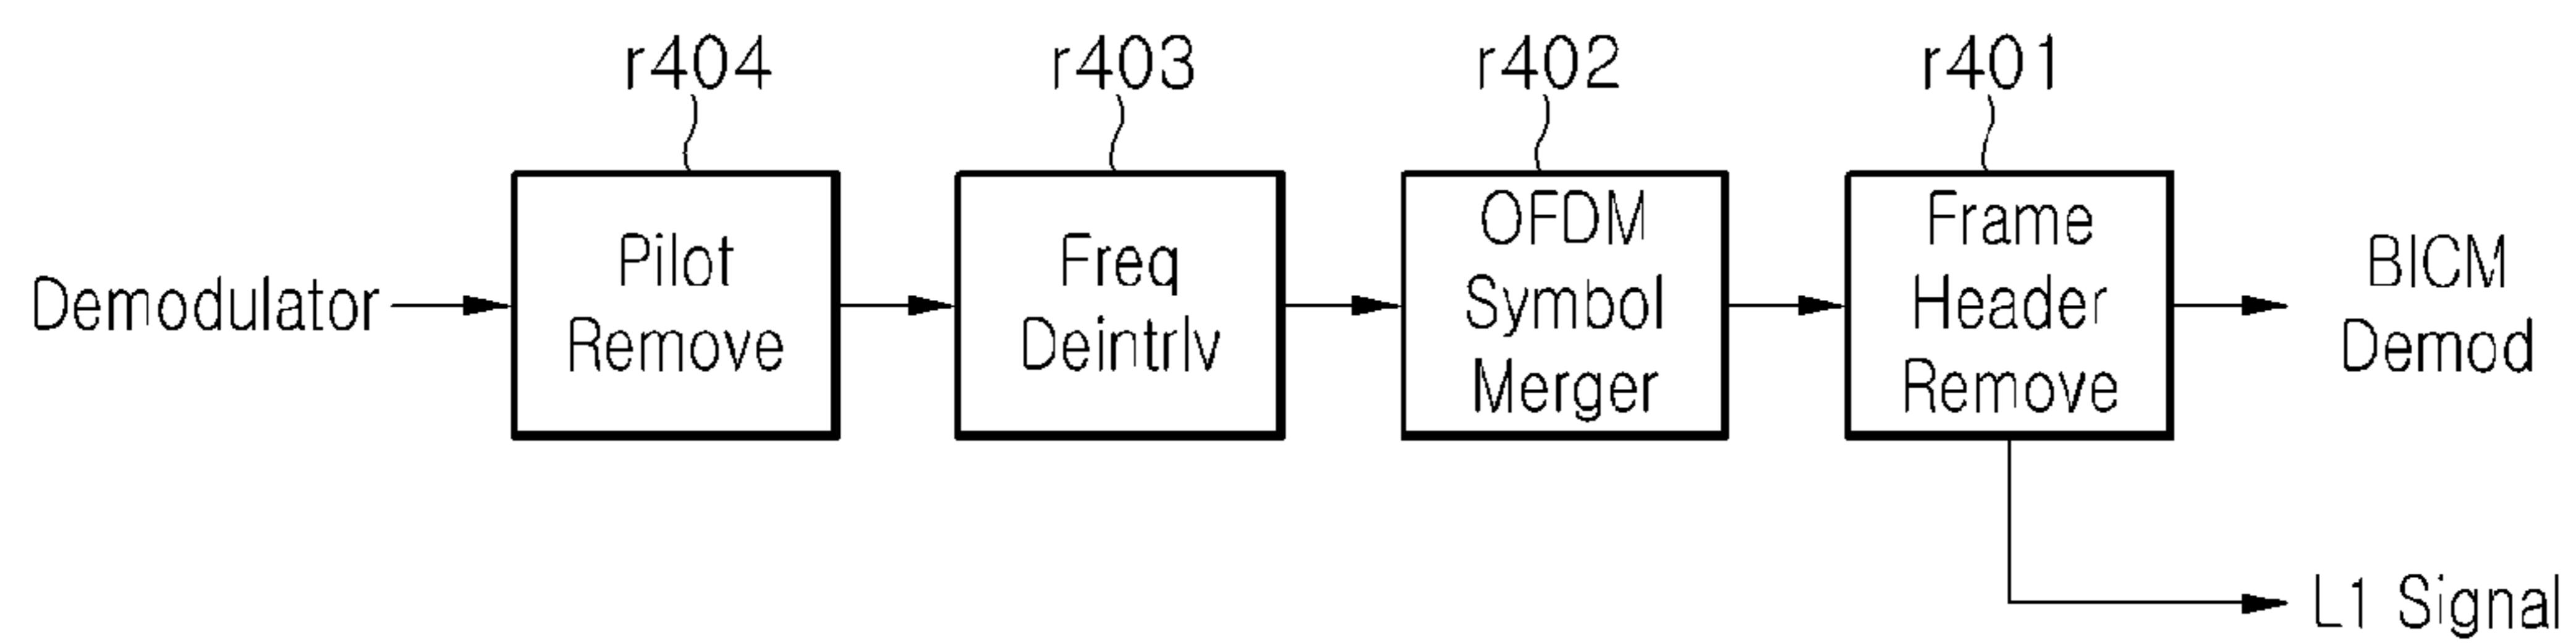 r404
r403
r402
r401
Demodulator
Pilot
Remove
Freq
Deintrlv
OFDM
Symbol
Merger
Frame
Header
Remove
BICM
Demod
L1 Signal